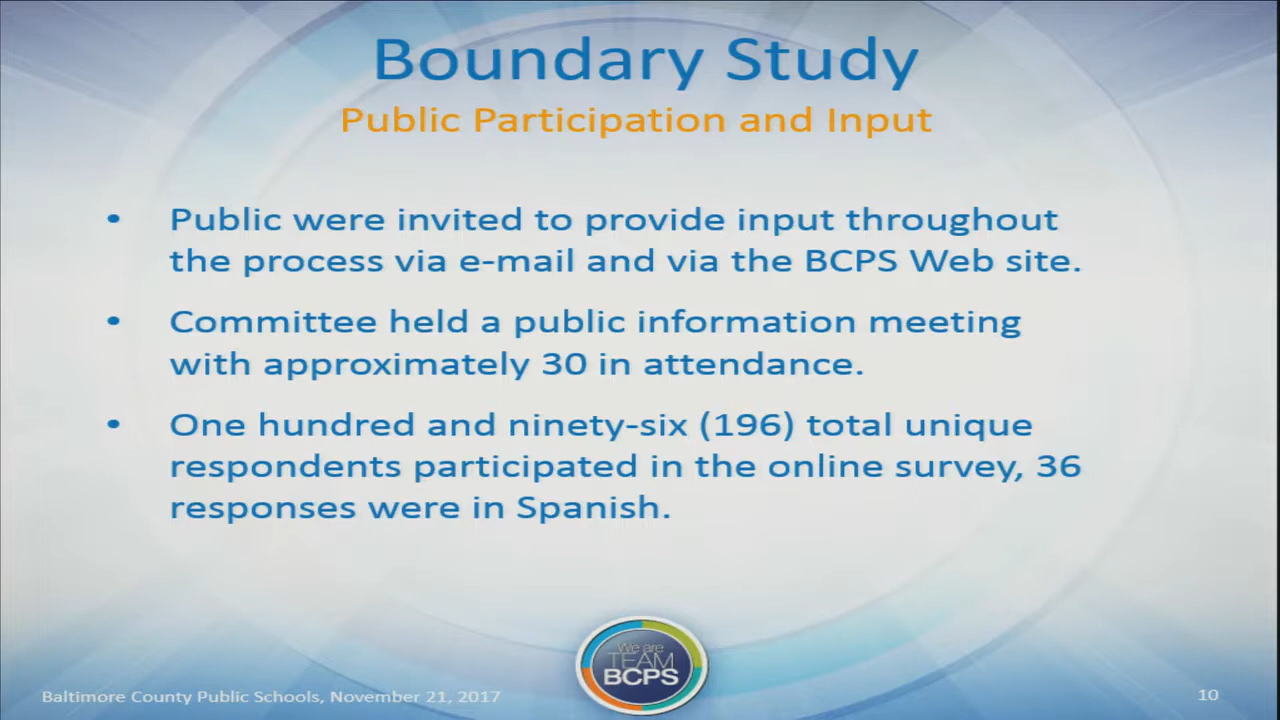 Boundary Study
Public Participation and Input
• Public were invited to provide input throughout
the process via e-mail and via the BCPS Web site.
• Committee held a public information meeting
with approximately 30 in attendance.
• One hundred and ninety-six (196) total unique
respondents participated in the online survey, 36
responses were in Spanish.
We are
TEAM
BCPS
Baltimore County Public Schools, November 21, 2017
10